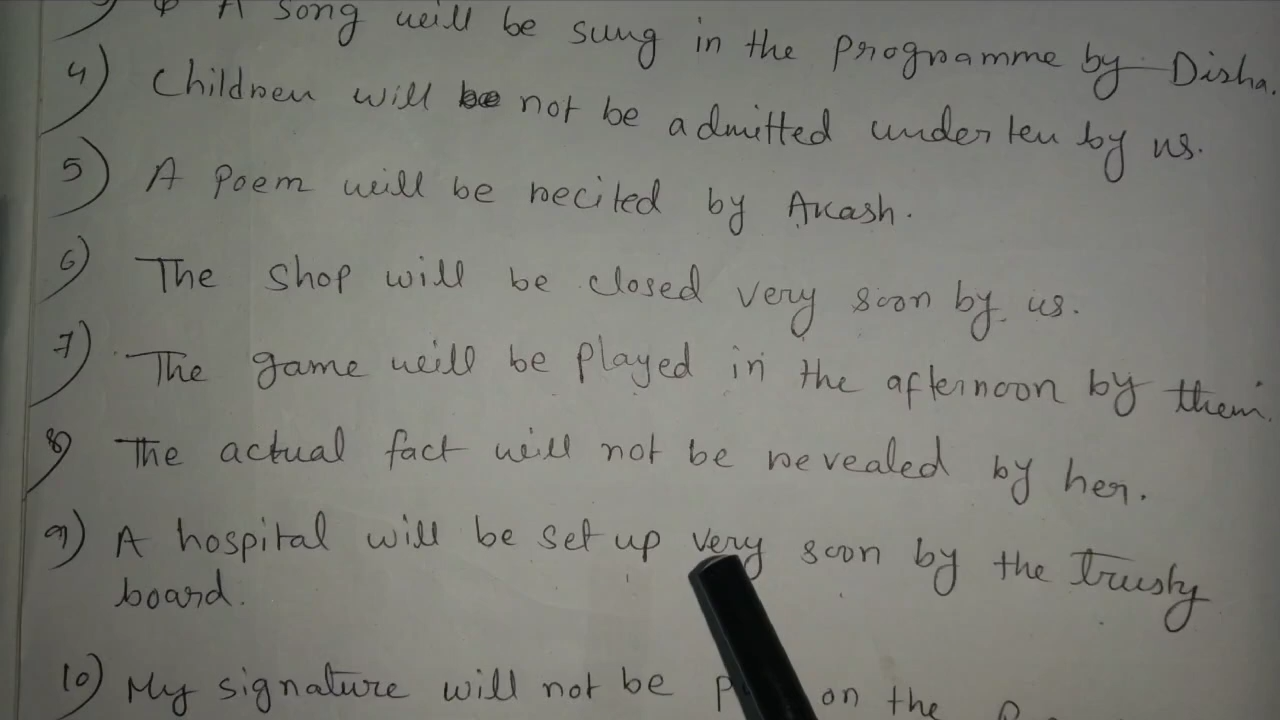 3) A song will be sung in the programme by Disha.
4) Children will be not be admitted under ten by us.
5) A Poem will be recited by Akash.
6) The shop will be closed very soon by us.
7) The game will be played in the afternoon by them.
8) The actual fact will not be revealed by her.
9) A hospital will be set up very soon by the trusty
board.
10) My signature will not be on the